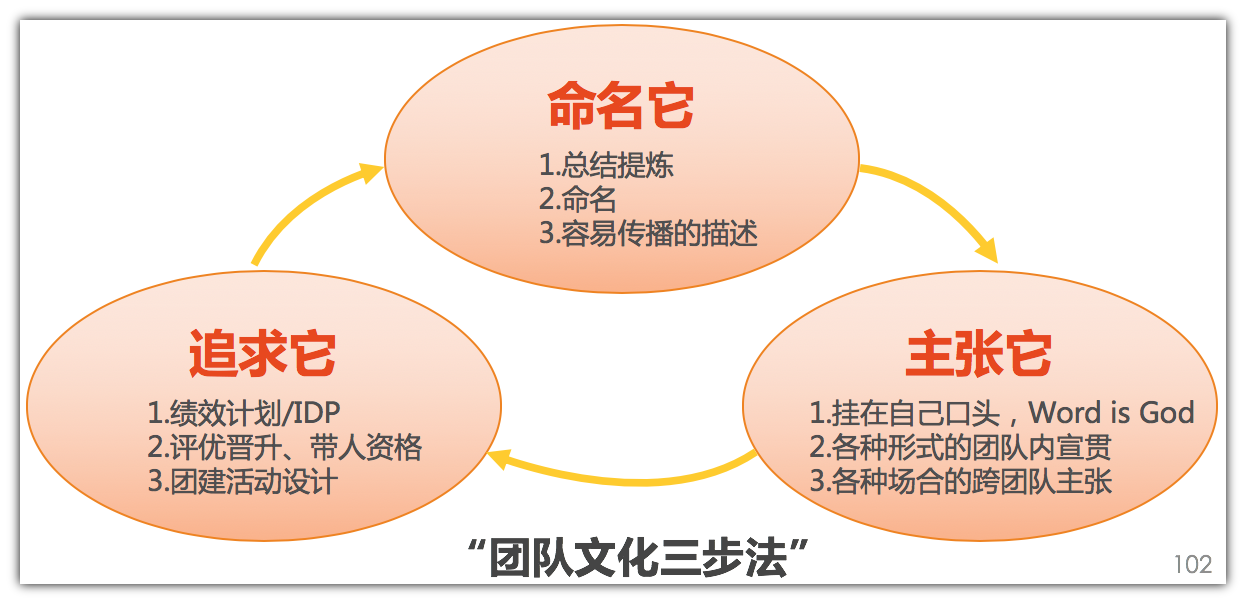 命名它
1.总结提炼
2.命名
3.容易传播的描述
追求它
1.绩效计划/IDP
2.评优晋升、带人资格
3.团建活动设计
主张它
1.挂在自己口头，Word is God
2.各种形式的团队内宣贯
3.各种场合的跨团队主张
“团队文化三步法”
102